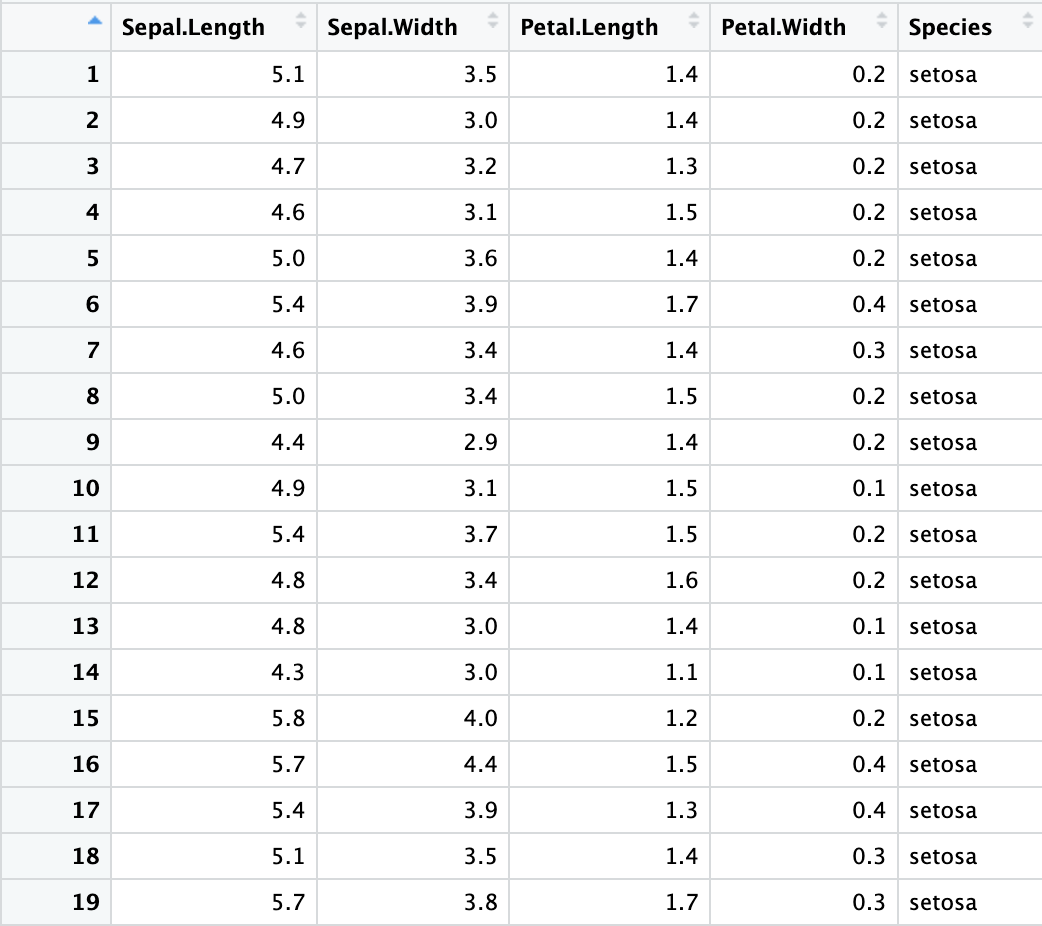 Sepal.Length Sepal.Width Petal.Length Petal.Width Species
1 5.1 3.5 1.4 0.2 setosa
2 4.9 3.0 1.4 0.2 setosa
3 4.7 3.2 1.3 0.2 setosa
4 4.6 3.1 1.5 0.2 setosa
5 5.0 3.6 1.4 0.2 setosa
6 5.4 3.9 1.7 0.4 setosa
7 4.6 3.4 1.4 0.3 setosa
8 5.0 3.4 1.5 0.2 setosa
9 4.4 2.9 1.4 0.2 setosa
10 4.9 3.1 1.5 0.1 setosa
11 5.4 3.7 1.5 0.2 setosa
12 4.8 3.4 1.6 0.2 setosa
13 4.8 3.0 1.4 0.1 setosa
14 4.3 3.0 1.1 0.1 setosa
15 5.8 4.0 1.2 0.2 setosa
16 5.7 4.4 1.5 0.4 setosa
17 5.4 3.9 1.3 0.4 setosa
18 5.1 3.5 1.4 0.3 setosa
19 5.7 3.8 1.7 0.3 setosa